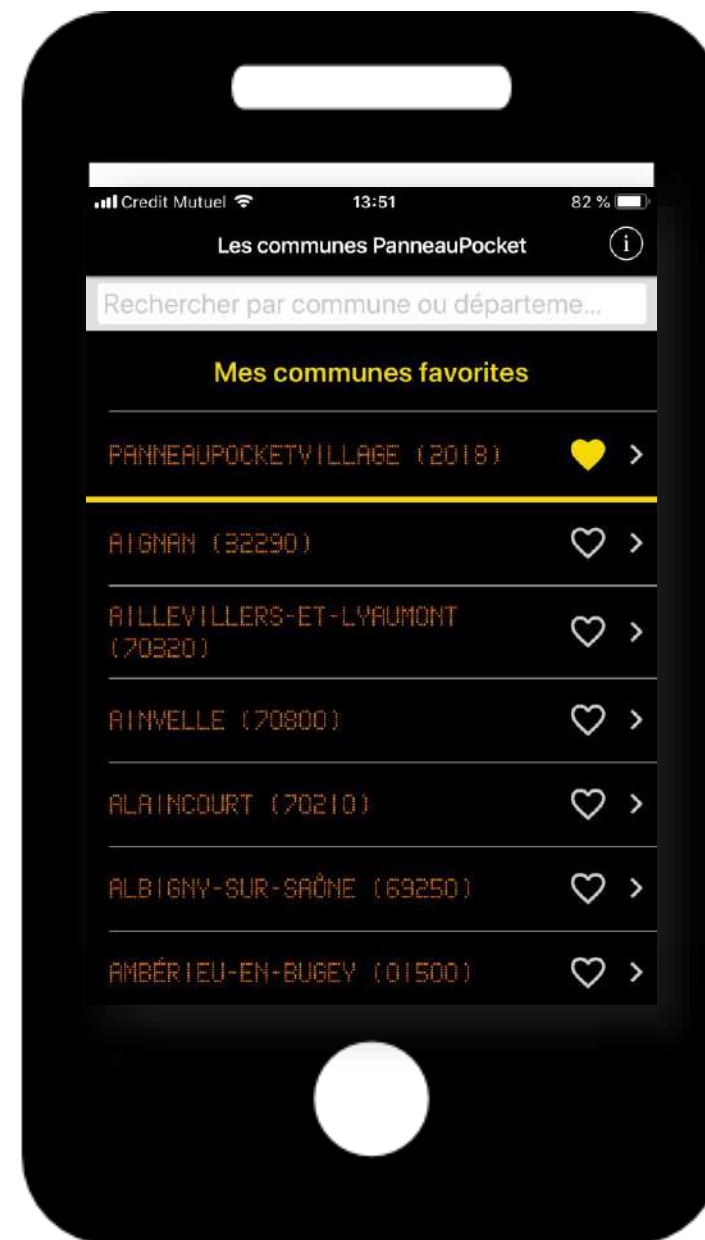 Credit Mutuel 13:51 82 %
Les communes PanneauPocket i
Rechercher par commune ou départeme...
Mes communes favorites
PANNEAUPOCKETVILLAGE (2018)
AIGNAN (32290)
AILLEVILLERS-ET-LYAUMONT
(70320)
AINVELLE (70800)
ALAINCOURT (70210)
ALBIGNY-SUR-SAÔNE (69250)
AMBÉRIEU-EN-BUGEY (01500)